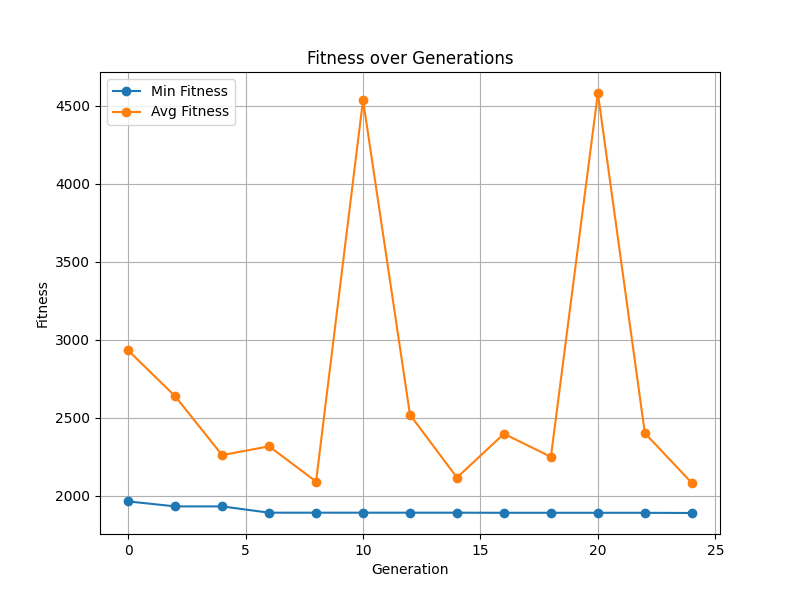 Fitness over Generations
Min Fitness
Avg Fitness
4500
4000
3500
3000
2500
2000
Fitness
0 5 10 15 20 25
Generation